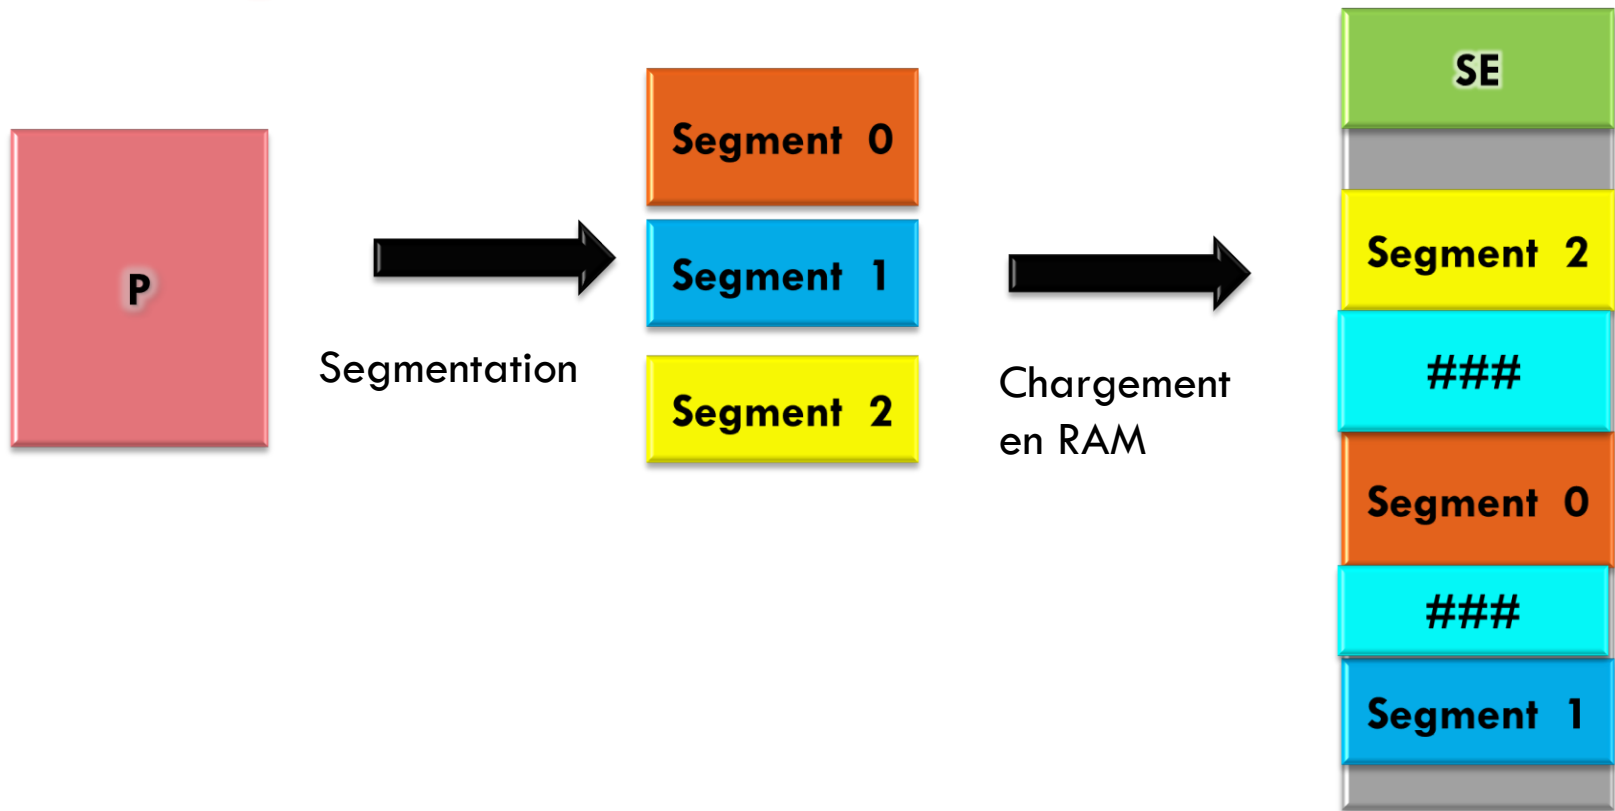 P
Segmentation
Segment 0
Segment 1
Segment 2
Chargement
en RAM
SE
Segment 2
###
Segment 0
###
Segment 1